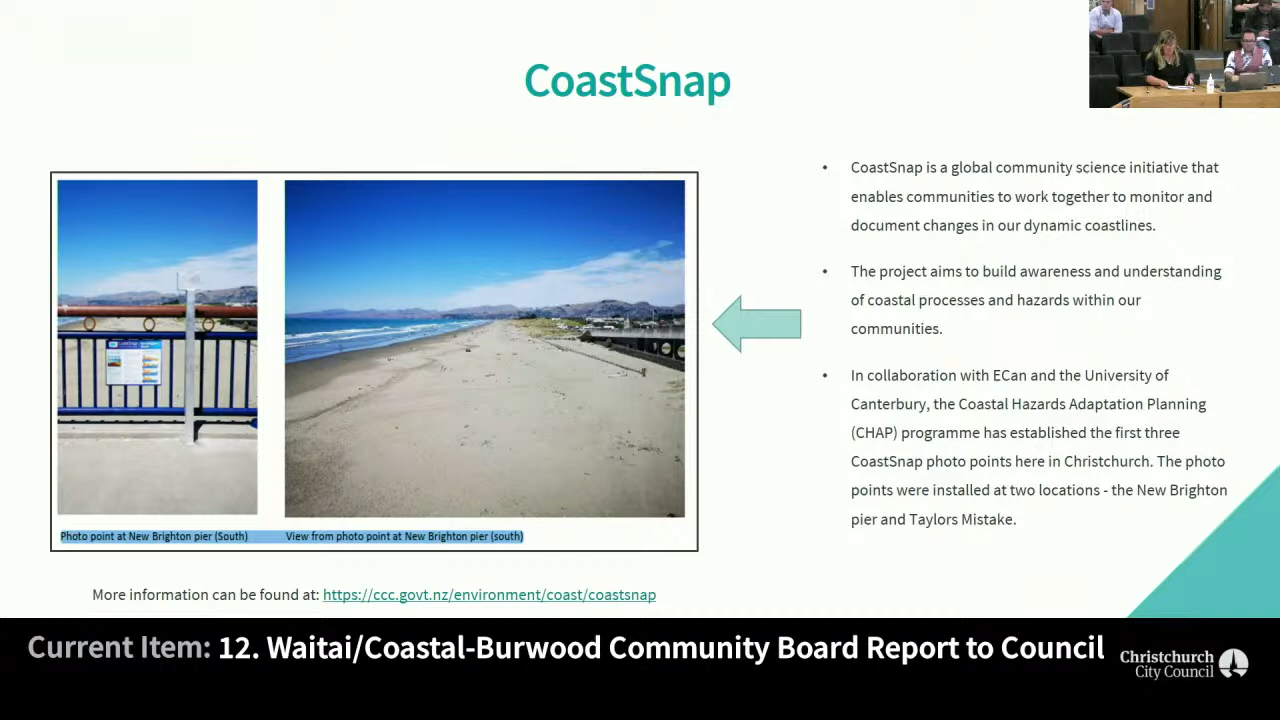 CoastSnap
• CoastSnap is a global community science initiative that
enables communities to work together to monitor and
document changes in our dynamic coastlines.
• The project aims to build awareness and understanding
of coastal processes and hazards within our
communities.
• In collaboration with ECan and the University of
Canterbury, the Coastal Hazards Adaptation Planning
(CHAP) programme has established the first three
CoastSnap photo points here in Christchurch. The photo
points were installed at two locations - the New Brighton
pier and Taylors Mistake.
Photo point at New Brighton pier (South)
View from photo point at New Brighton pier (south)
More information can be found at: https://ccc.govt.nz/environment/coast/coastsnap
Current Item: 12. Waitai/Coastal-Burwood Community Board Report to Council
Christchurch
City Council